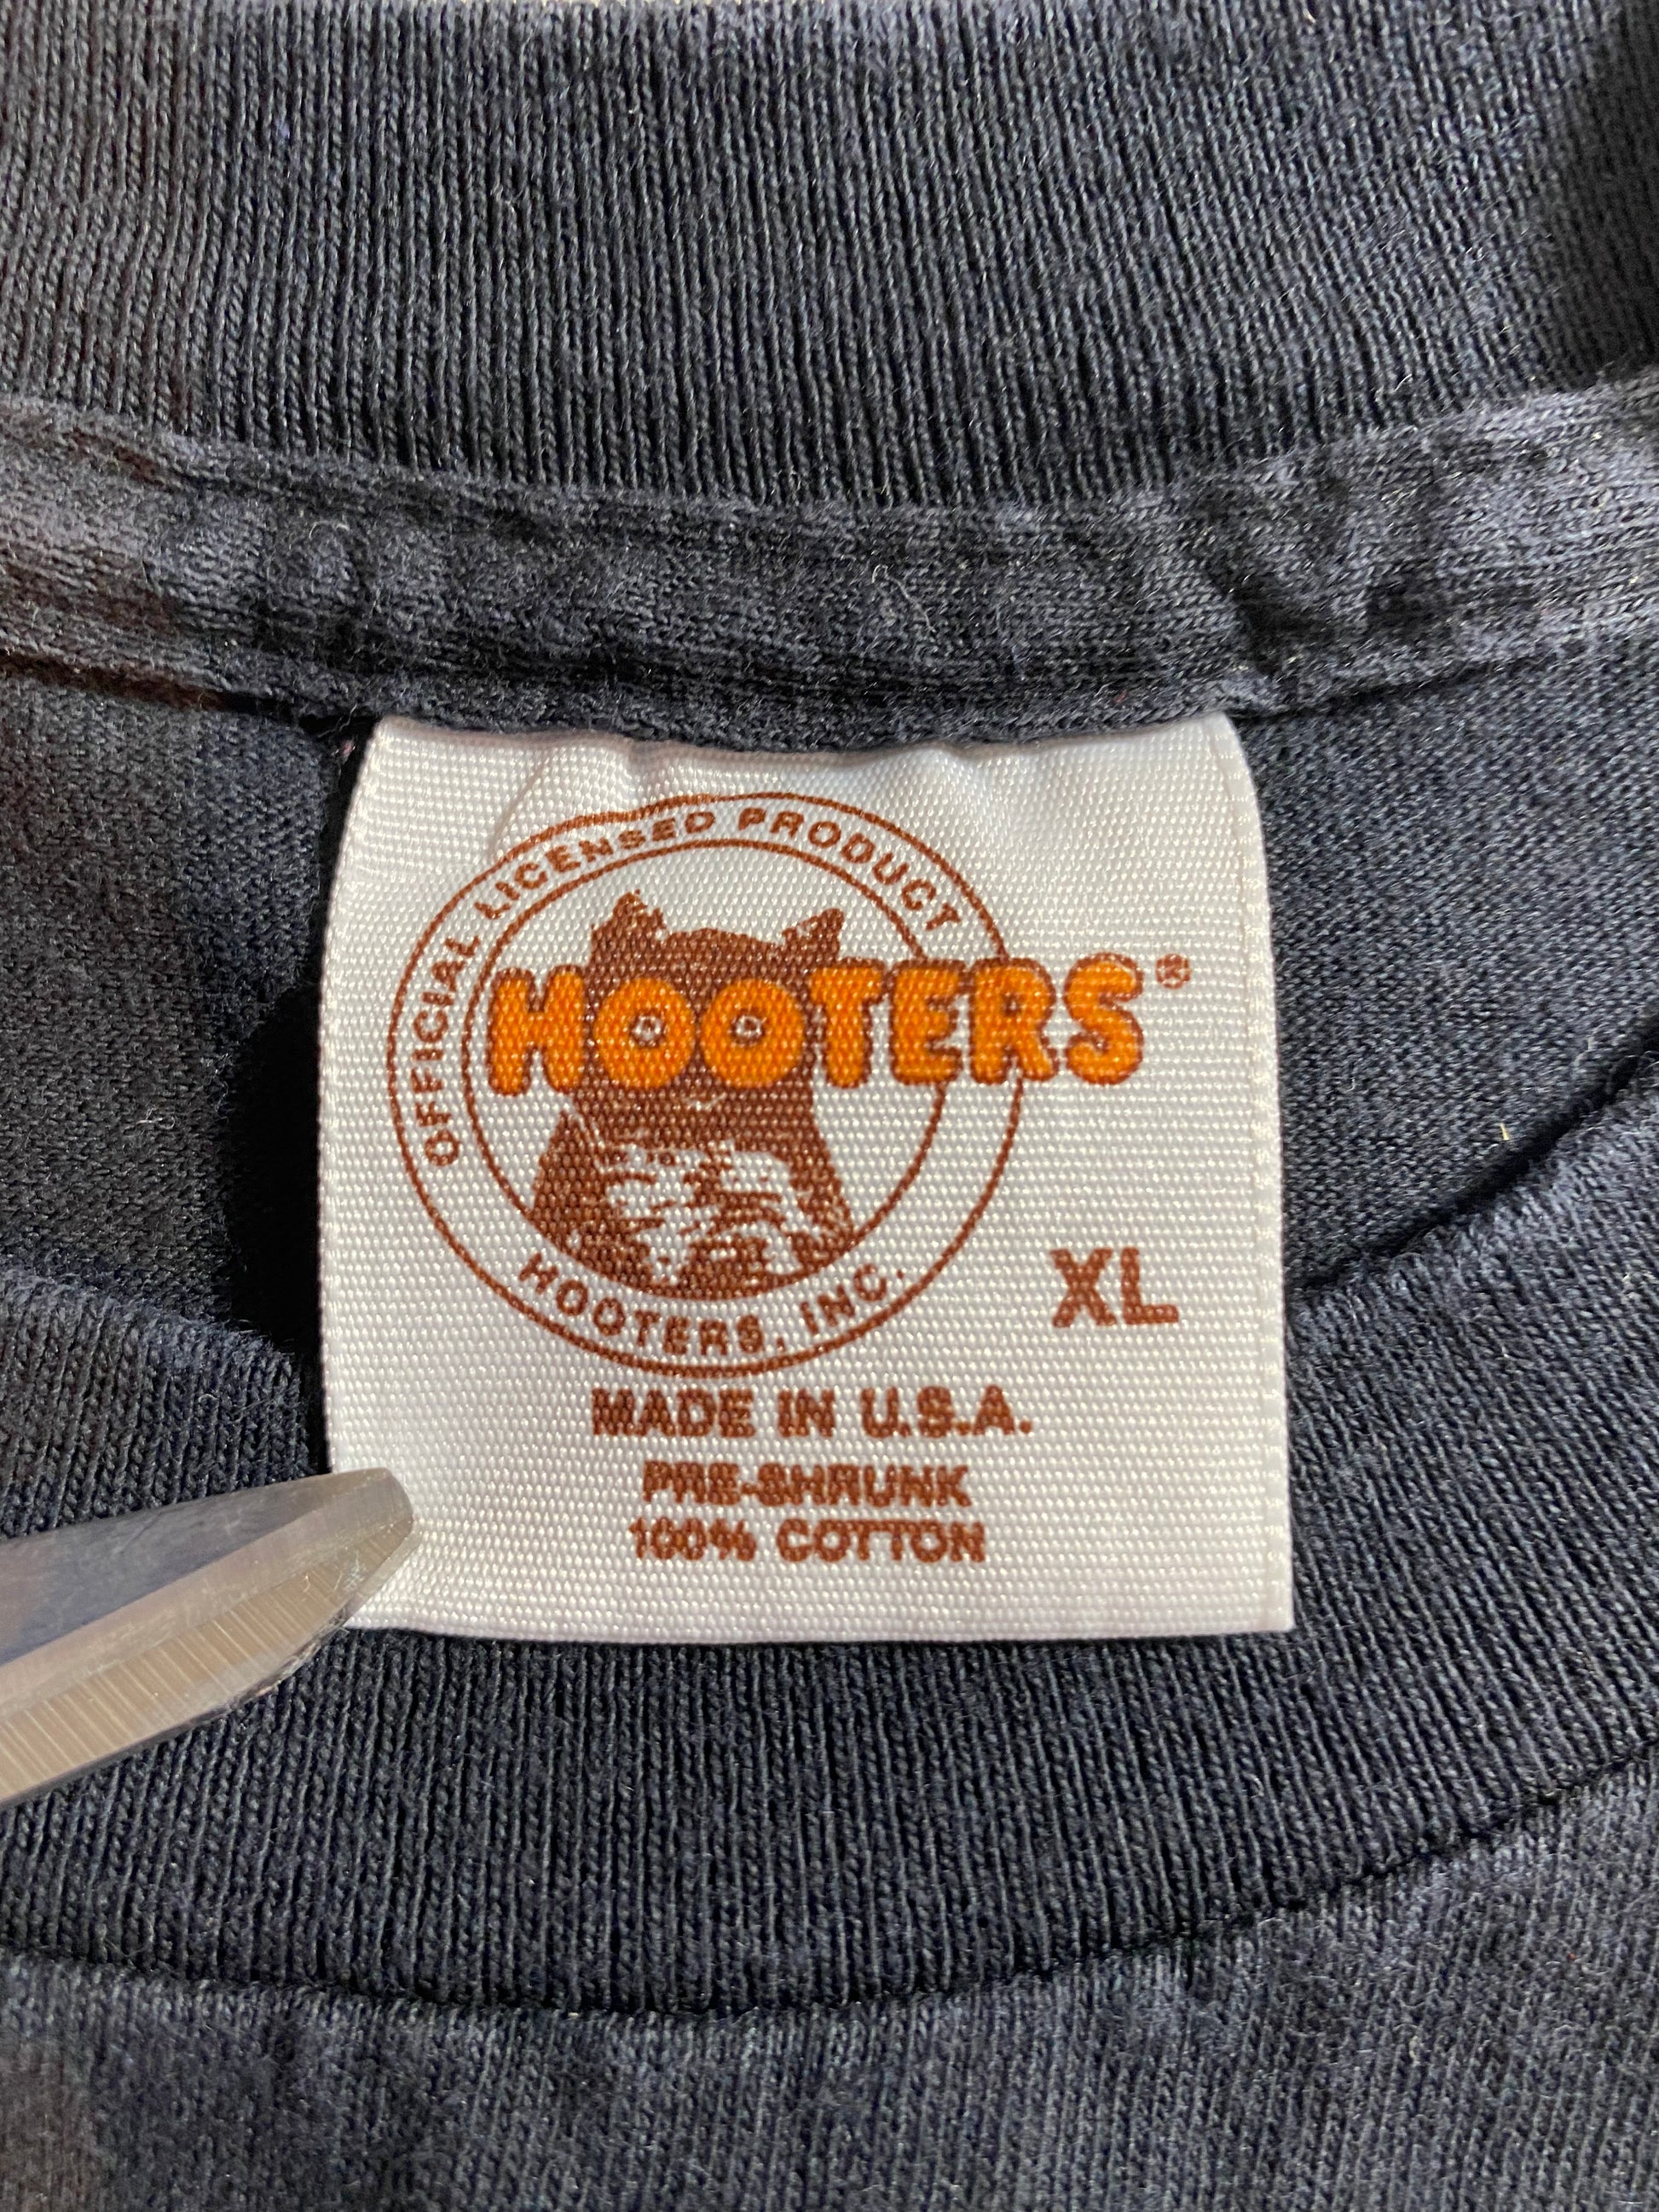 OFFICIAL LICENSED PRODUCT
HOOTERS®
HOOTERS, INC.
XL
MADE IN U.S.A.
PRE-SHRUNK
100% COTTON